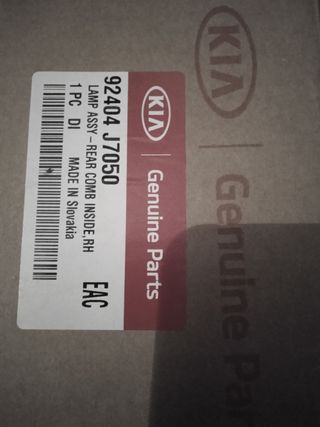 KIA
Genuine Parts
92404 J7050
LAMP ASSY-REAR COMB INSIDE,RH
1 PC DI MADE IN Slovakia
EAC
KIA
Genuine Pa